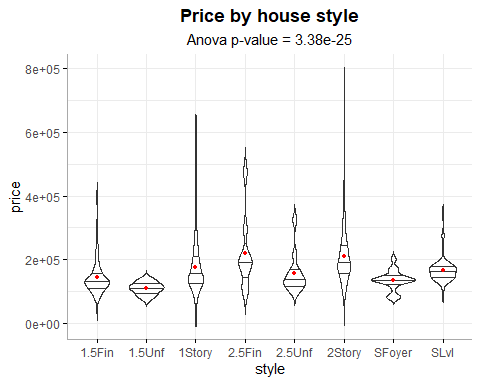 Price by house style
Anova p-value = 3.38e-25
price
8e+05
6e+05
4e+05
2e+05
0e+00
1.5Fin 1.5Unf 1Story 2.5Fin 2.5Unf 2Story SFoyer SLvl
style